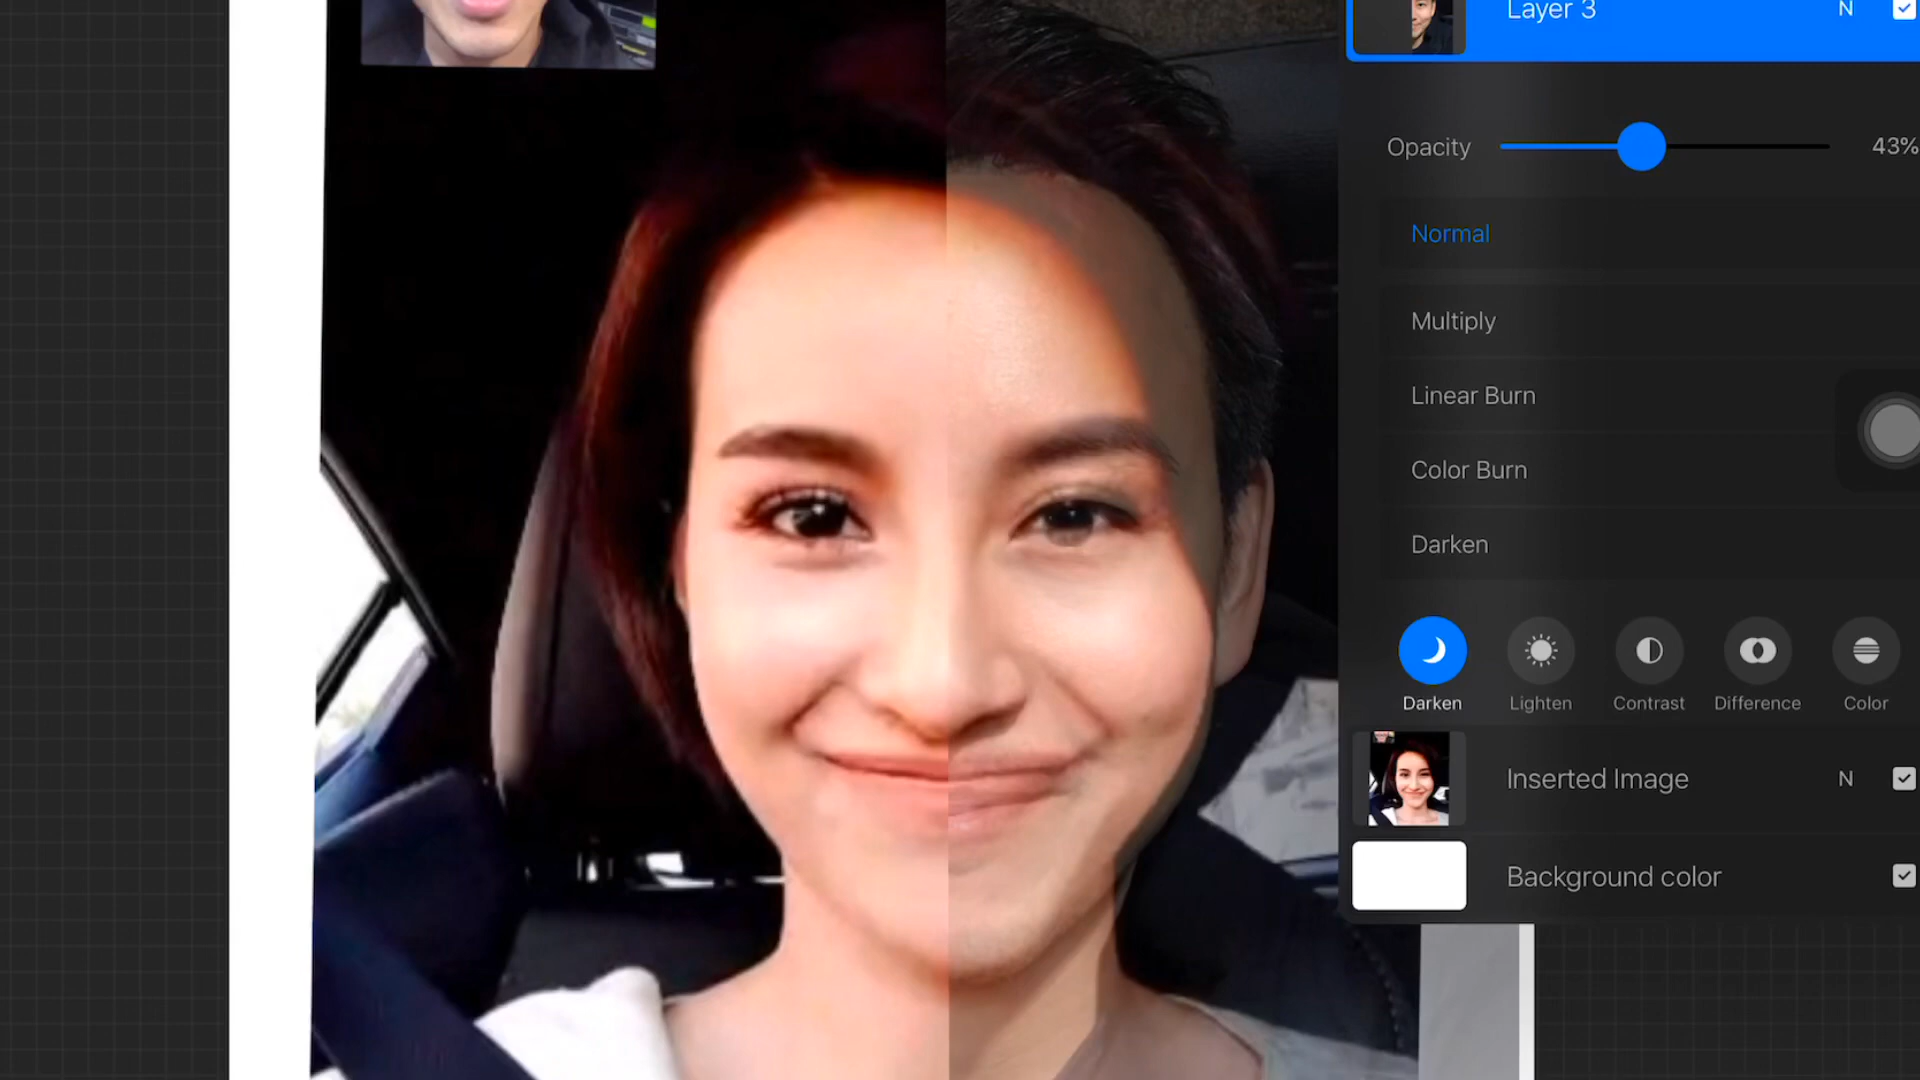 Layer 3 N
Opacity 43%
Normal
Multiply
Linear Burn
Color Burn
Darken
Darken Lighten Contrast Difference Color
Inserted Image N
Background color